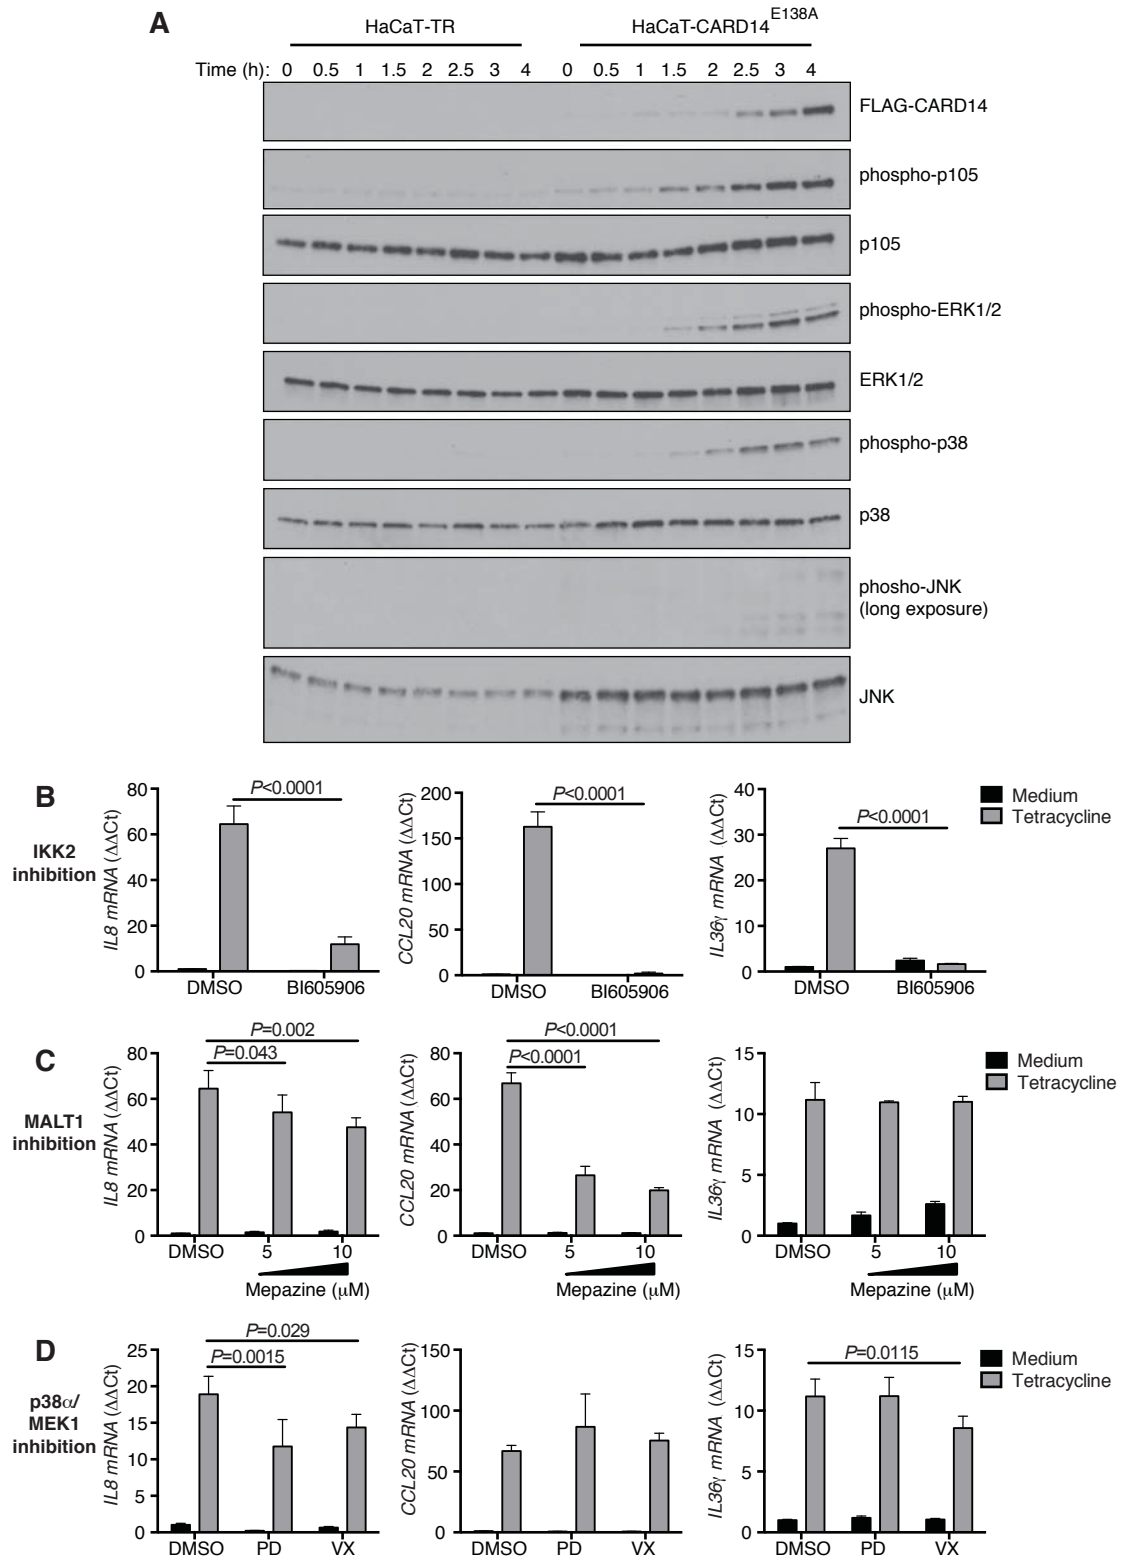 A
HaCaT-TR
HaCaT-CARD14E138A
Time (h): 0 0.5 1 1.5 2 2.5 3 4 0 0.5 1 1.5 2 2.5 3 4
FLAG-CARD14
phospho-p105
p105
phospho-ERK1/2
ERK1/2
phospho-p38
p38
phosho-JNK
(long exposure)
JNK
B
IKK2
inhibition
IL8 mRNA (ΔΔCt)
80
60
40
20
0
P<0.0001
DMSO BI605906
CCL20 mRNA (ΔΔCt)
200
150
100
50
0
P<0.0001
DMSO BI605906
IL36γ mRNA (ΔΔCt)
40
30
20
10
0
P<0.0001
DMSO BI605906
Medium
Tetracycline
C
MALT1
inhibition
IL8 mRNA (ΔΔCt)
80
60
40
20
0
P=0.002
P=0.043
DMSO 5 10
Mepazine (μM)
CCL20 mRNA (ΔΔCt)
80
60
40
20
0
P<0.0001
P<0.0001
DMSO 5 10
Mepazine (μM)
IL36γ mRNA (ΔΔCt)
15
10
5
0
DMSO 5 10
Mepazine (μM)
Medium
Tetracycline
D
p38α/
MEK1
inhibition
IL8 mRNA (ΔΔCt)
25
20
15
10
5
0
P=0.029
P=0.0015
DMSO PD VX
CCL20 mRNA (ΔΔCt)
150
100
50
0
DMSO PD VX
IL36γ mRNA (ΔΔCt)
15
10
5
0
P=0.0115
DMSO PD VX
Medium
Tetracycline